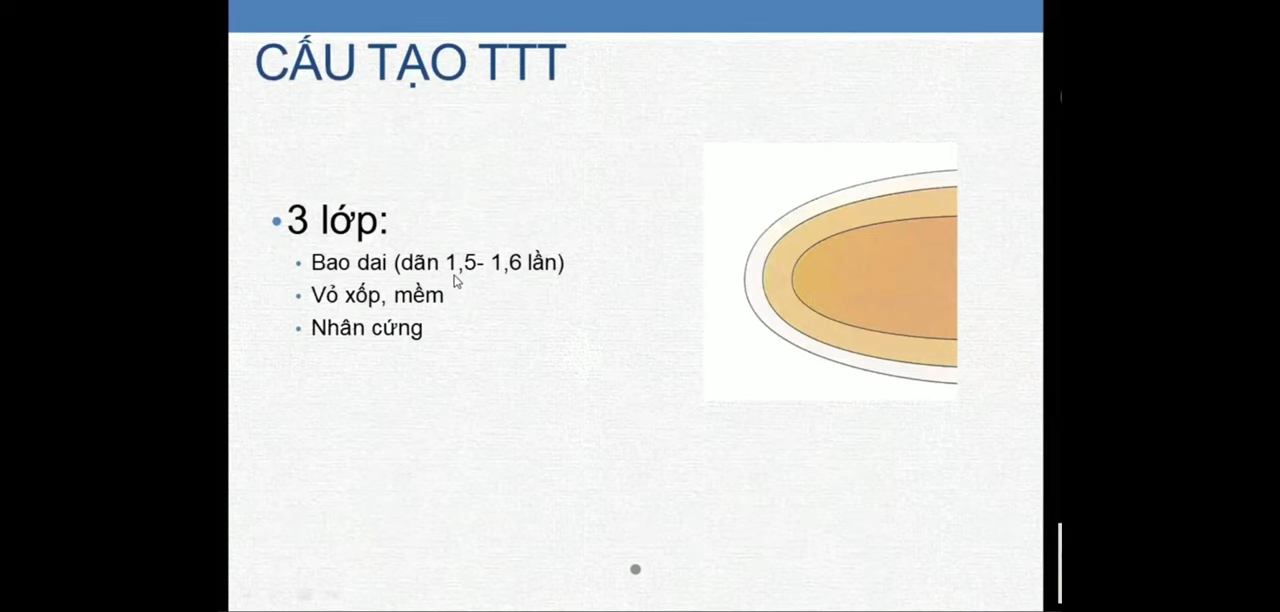 CẤU TẠO TTT
•3 lớp:
• Bao dai (dãn 1,5- 1,6 lần)
• Vỏ xốp, mềm
• Nhân cứng